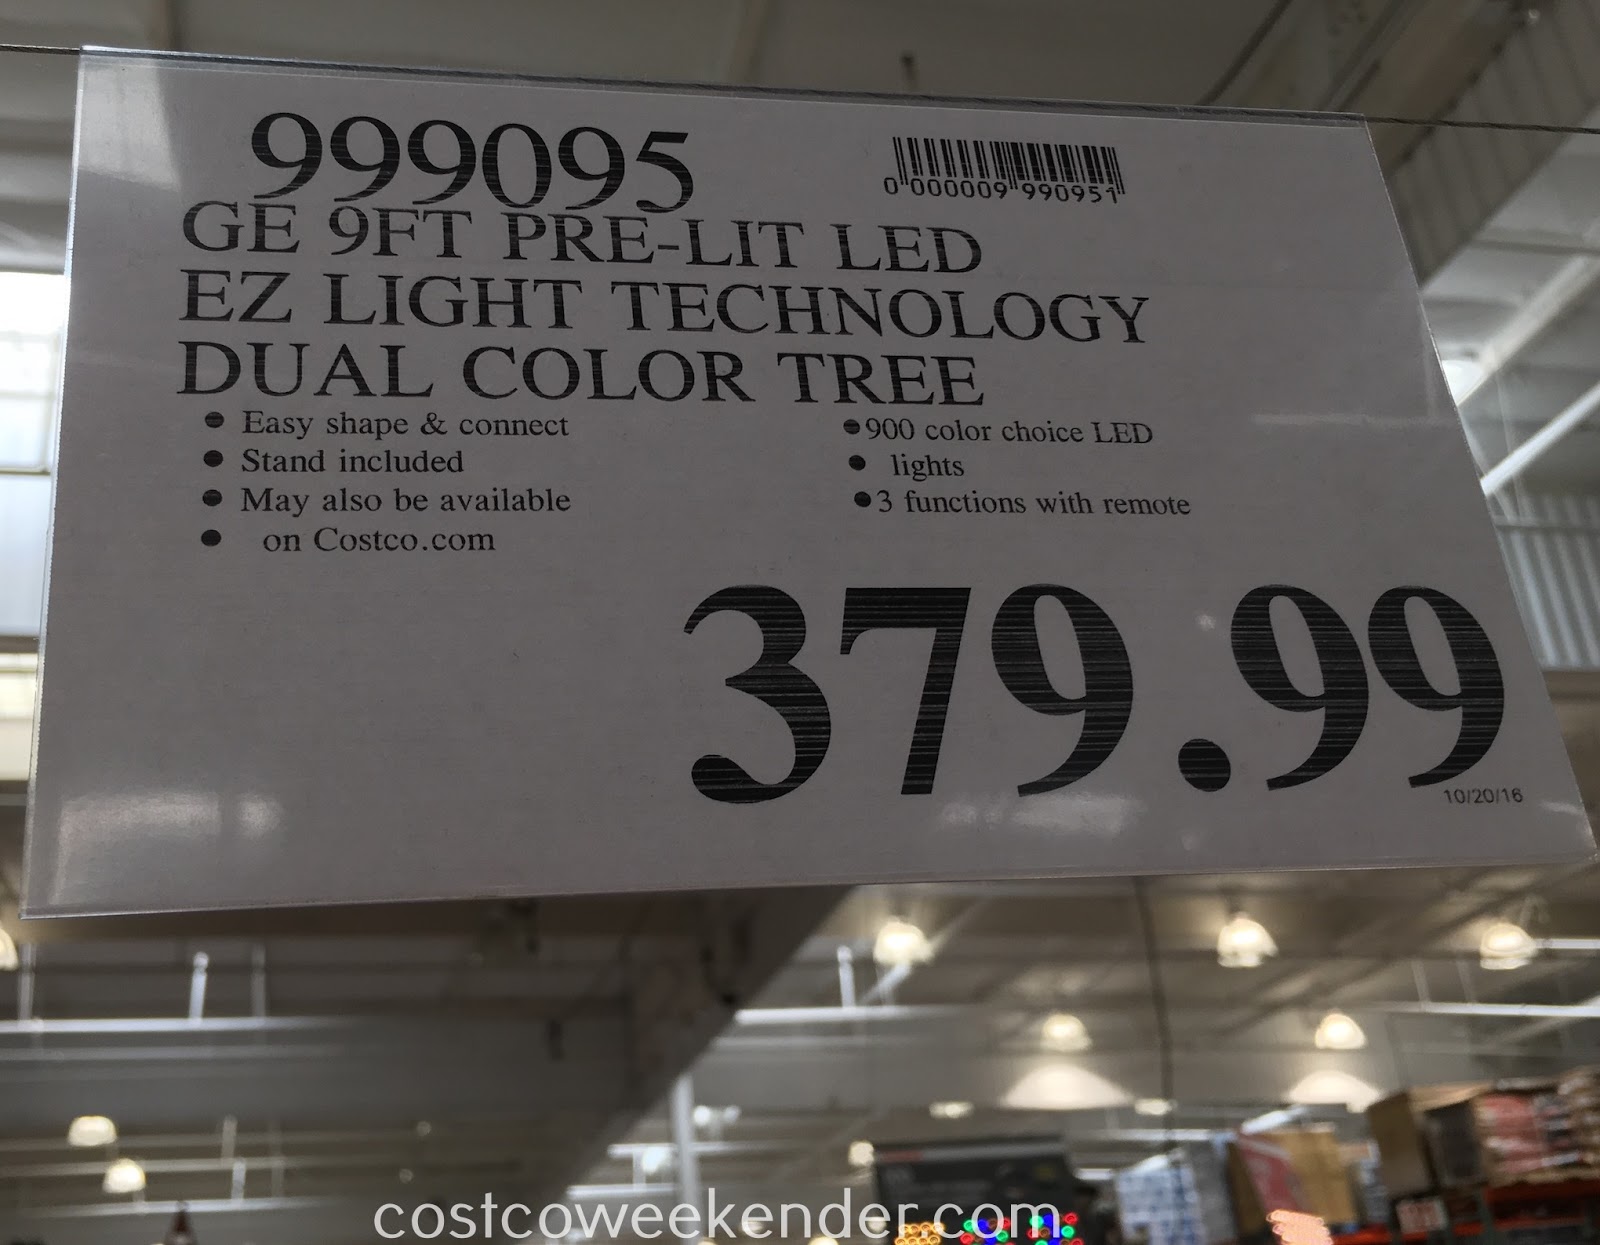 999095
0 000009 990951
GE 9FT PRE-LIT LED
EZ LIGHT TECHNOLOGY
DUAL COLOR TREE
• Easy shape & connect
• Stand included
• May also be available
• on Costco.com
•900 color choice LED
• lights
•3 functions with remote
379.99
10/20/16
costcoweekender.com